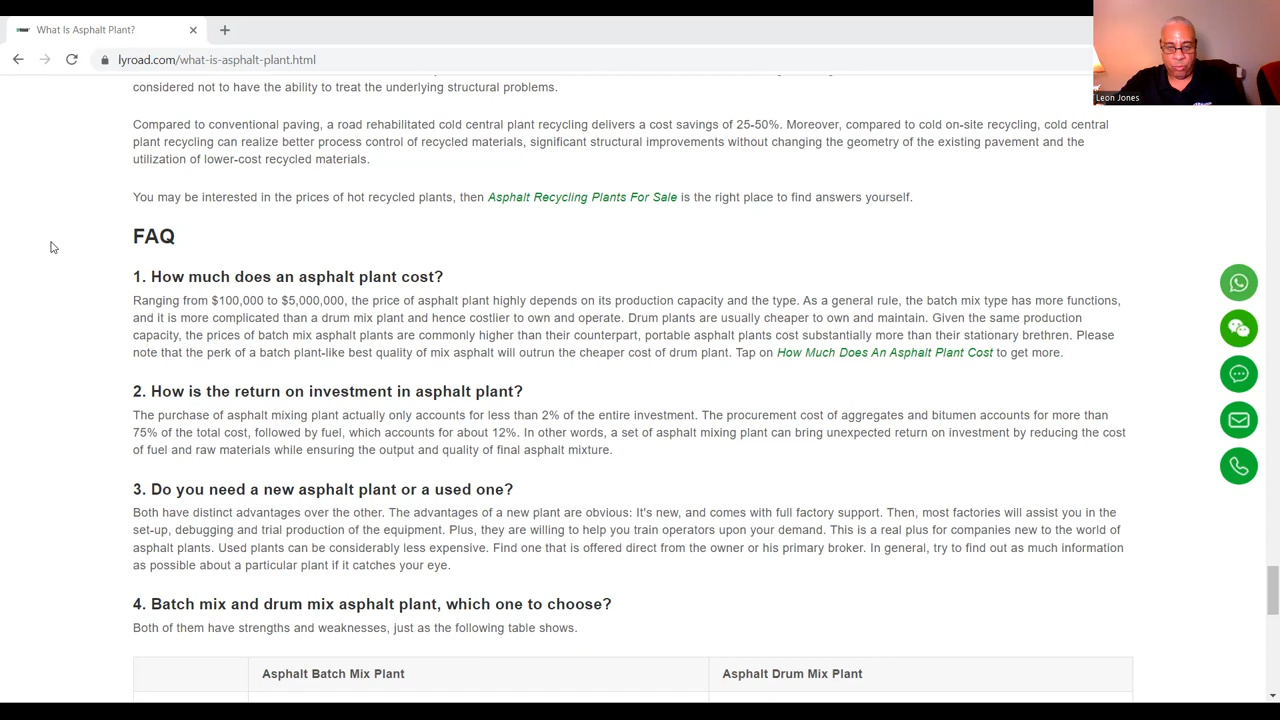 What Is Asphalt Plant?
lyroad.com/what-is-asphalt-plant.html
Leon Jones
considered not to have the ability to treat the underlying structural problems.
Compared to conventional paving, a road rehabilitated cold central plant recycling delivers a cost savings of 25-50%. Moreover, compared to cold on-site recycling, cold central
plant recycling can realize better process control of recycled materials, significant structural improvements without changing the geometry of the existing pavement and the
utilization of lower-cost recycled materials.
You may be interested in the prices of hot recycled plants, then Asphalt Recycling Plants For Sale is the right place to find answers yourself.
FAQ
1. How much does an asphalt plant cost?
Ranging from $100,000 to $5,000,000, the price of asphalt plant highly depends on its production capacity and the type. As a general rule, the batch mix type has more functions,
and it is more complicated than a drum mix plant and hence costlier to own and operate. Drum plants are usually cheaper to own and maintain. Given the same production
capacity, the prices of batch mix asphalt plants are commonly higher than their counterpart, portable asphalt plants cost substantially more than their stationary brethren. Please
note that the perk of a batch plant-like best quality of mix asphalt will outrun the cheaper cost of drum plant. Tap on How Much Does An Asphalt Plant Cost to get more.
2. How is the return on investment in asphalt plant?
The purchase of asphalt mixing plant actually only accounts for less than 2% of the entire investment. The procurement cost of aggregates and bitumen accounts for more than
75% of the total cost, followed by fuel, which accounts for about 12%. In other words, a set of asphalt mixing plant can bring unexpected return on investment by reducing the cost
of fuel and raw materials while ensuring the output and quality of final asphalt mixture.
3. Do you need a new asphalt plant or a used one?
Both have distinct advantages over the other. The advantages of a new plant are obvious: It's new, and comes with full factory support. Then, most factories will assist you in the
set-up, debugging and trial production of the equipment. Plus, they are willing to help you train operators upon your demand. This is a real plus for companies new to the world of
asphalt plants. Used plants can be considerably less expensive. Find one that is offered direct from the owner or his primary broker. In general, try to find out as much information
as possible about a particular plant if it catches your eye.
4. Batch mix and drum mix asphalt plant, which one to choose?
Both of them have strengths and weaknesses, just as the following table shows.
Asphalt Batch Mix Plant
Asphalt Drum Mix Plant